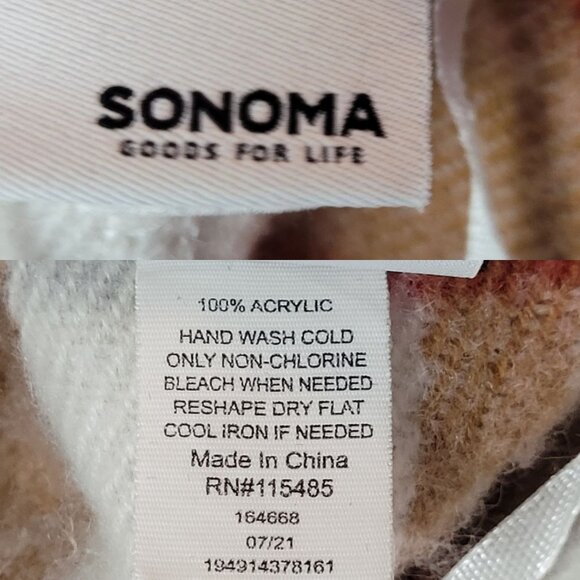 SONOMA
GOODS FOR LIFE
100% ACRYLIC
HAND WASH COLD
ONLY NON-CHLORINE
BLEACH WHEN NEEDED
RESHAPE DRY FLAT
COOL IRON IF NEEDED
Made In China
RN#115485
164668
07/21
194914378161